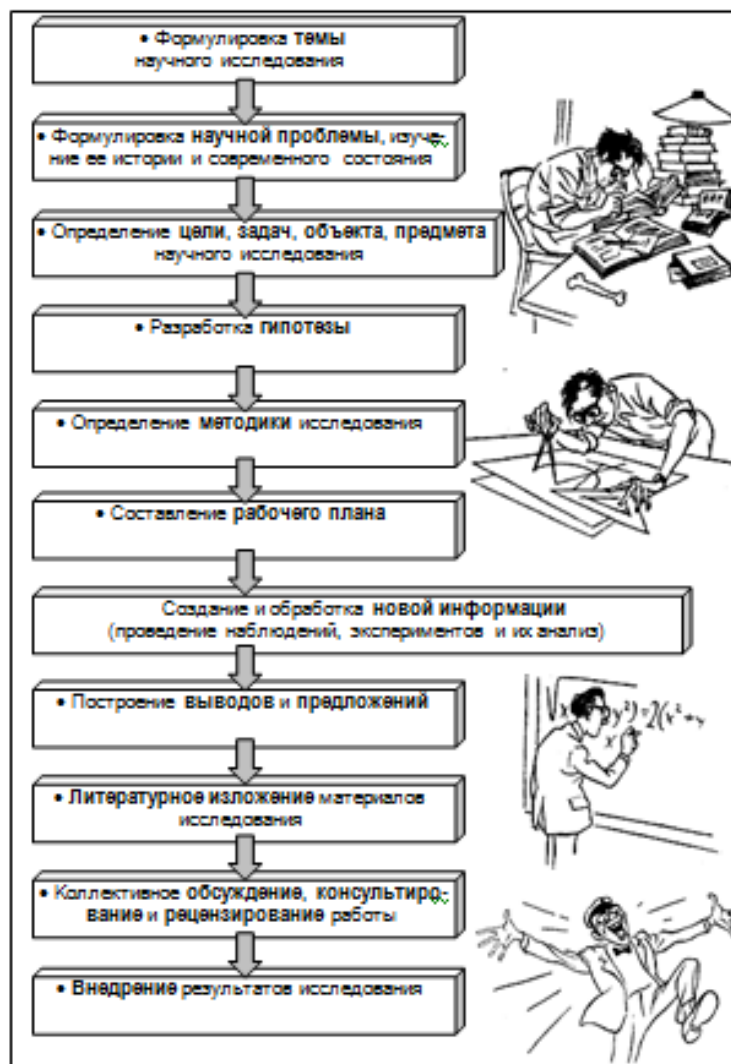 • Формулировка темы
научного исследования
• Формулировка научной проблемы, изуче-
ние ее истории и современного состояния
• Определение цели, задач, объекта, предмета
научного исследования
• Разработка гипотезы
• Определение методики исследования
• Составление рабочего плана
Создание и обработка новой информации
(проведение наблюдений, экспериментов и их анализ)
• Построение выводов и предложений
• Литературное изложение материалов
исследования
• Коллективное обсуждение, консультиро-
вание и рецензирование работы
• Внедрение результатов исследования